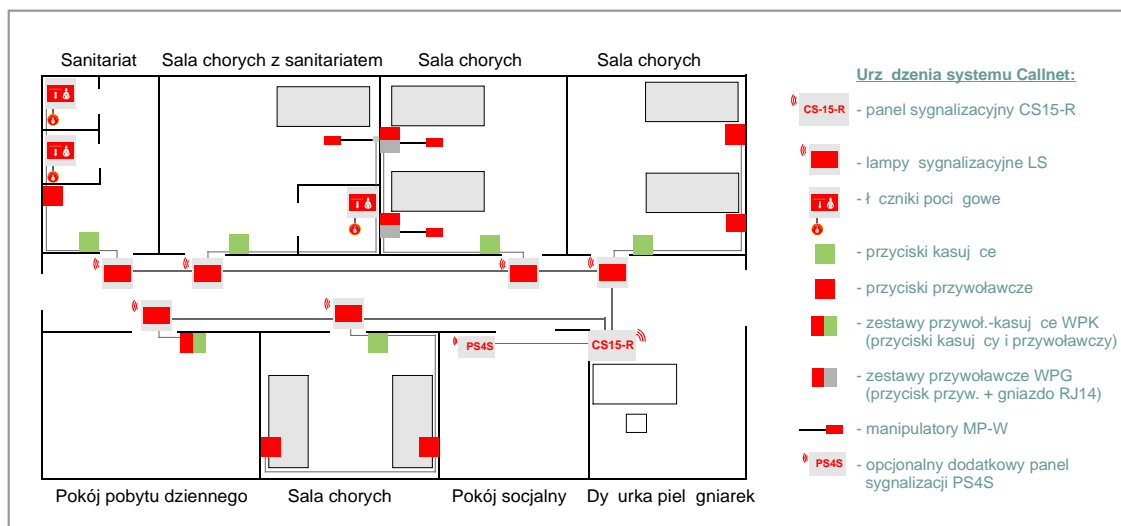 Sanitariat
Sala chorych z sanitariatem
Sala chorych
Sala chorych
Urz dzenia systemu Callnet:
CS-15-R
- panel sygnalizacyjny CS15-R
- lampy sygnalizacyjne LS
- ł czniki poci gowe
- przyciski kasuj ce
- przyciski przywoławcze
- zestawy przywoł.-kasuj ce WPK
(przyciski kasuj cy i przywoławczy)
- zestawy przywoławcze WPG
(przycisk przyw. + gniazdo RJ14)
- manipulatory MP-W
PS4S
- opcjonalny dodatkowy panel
sygnalizacji PS4S
PS4S
CS15-R
Pokój pobytu dziennego
Sala chorych
Pokój socjalny
Dy urka piel gniarek